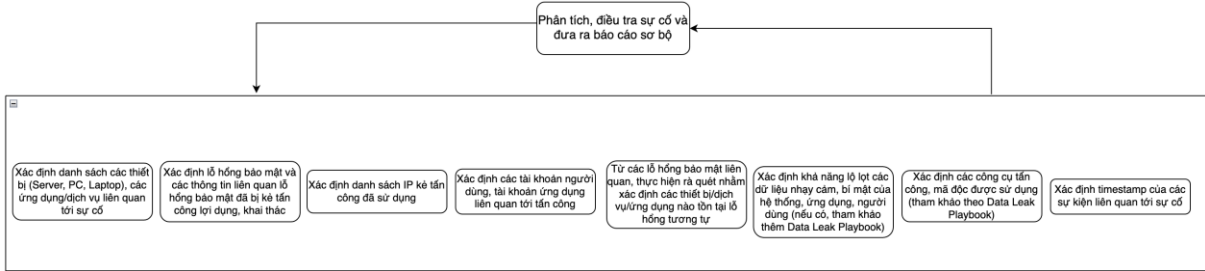 Phân tích, điều tra sự cố và
đưa ra báo cáo sơ bộ
Xác định danh sách các thiết
bị (Server, PC, Laptop), các
ứng dụng/dịch vụ liên quan
tới sự cố
Xác định lỗ hổng bảo mật và
các thông tin liên quan lỗ
hổng bảo mật đã bị kẻ tấn
công lợi dụng, khai thác
Xác định danh sách IP kẻ tấn
công đã sử dụng
Xác định các tài khoản người
dùng, tài khoản ứng dụng
liên quan tới tấn công
Từ các lỗ hổng bảo mật liên
quan, thực hiện rà quét nhằm
xác định các thiết bị/dịch
vụ/ứng dụng nào tồn tại lỗ
hổng tương tự
Xác định khả năng lộ lọt các
dữ liệu nhạy cảm, bí mật của
hệ thống, ứng dụng, người
dùng (nếu có, tham khảo
thêm Data Leak Playbook)
Xác định các công cụ tấn
công, mã độc được sử dụng
(tham khảo theo Data Leak
Playbook)
Xác định timestamp của các
sự kiện liên quan tới sự cố